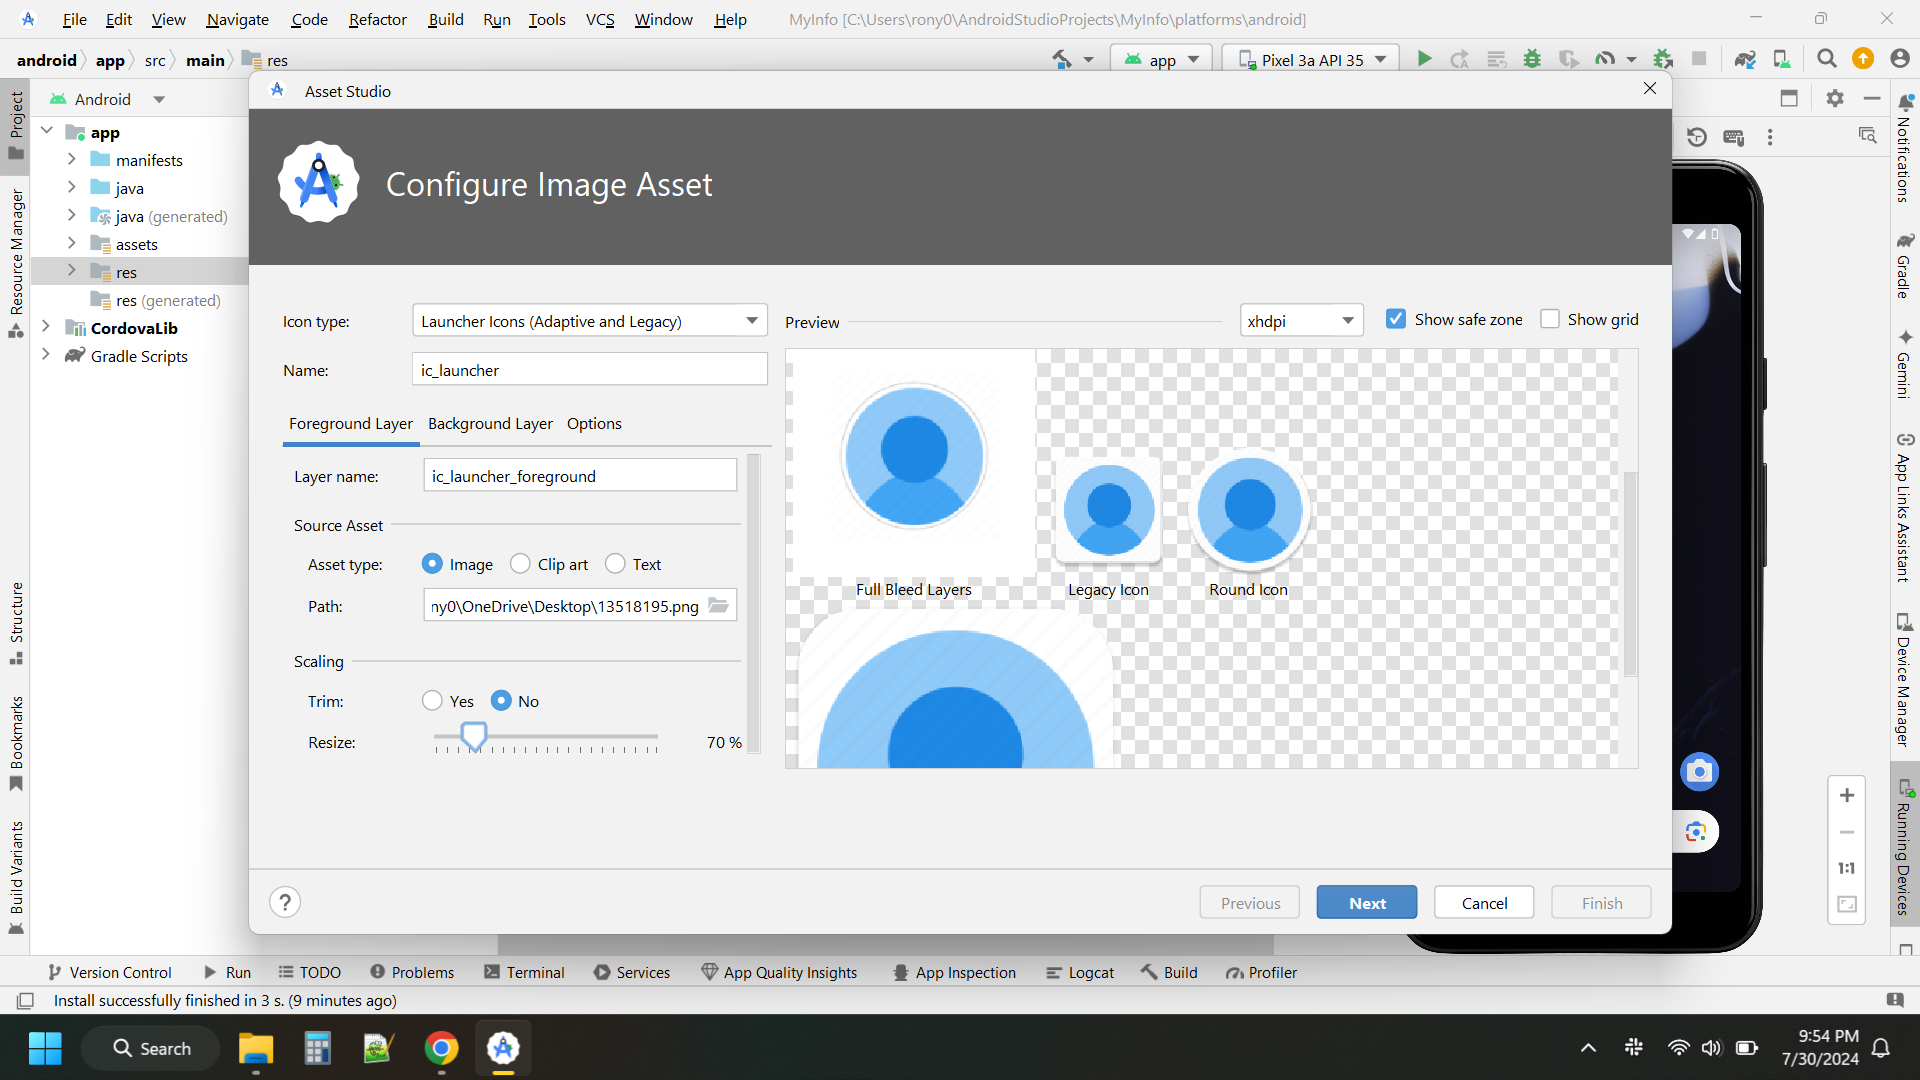 File Edit View Navigate Code Refactor Build Run Tools VCS Window Help MyInfo [C:\Users\rony0\AndroidStudioProjects\MyInfo\platforms\android]
android app src main res app Pixel 3a API 35
Project
Resource Manager
Structure
Bookmarks
Build Variants
Android
app
manifests
java
java (generated)
assets
res
res (generated)
CordovaLib
Gradle Scripts
Asset Studio
Configure Image Asset
Icon type: Launcher Icons (Adaptive and Legacy)
Name: ic_launcher
Foreground Layer Background Layer Options
Layer name: ic_launcher_foreground
Source Asset
Asset type: Image Clip art Text
Path: ny0\OneDrive\Desktop\13518195.png
Scaling
Trim: Yes No
Resize: 70 %
Preview xhdpi Show safe zone Show grid
Full Bleed Layers Legacy Icon Round Icon
? Previous Next Cancel Finish
Notifications
Gradle
Gemini
App Links Assistant
Device Manager
Running Devices
1:1
Version Control Run TODO Problems Terminal Services App Quality Insights App Inspection Logcat Build Profiler
Install successfully finished in 3 s. (9 minutes ago)
Search
9:54 PM
7/30/2024